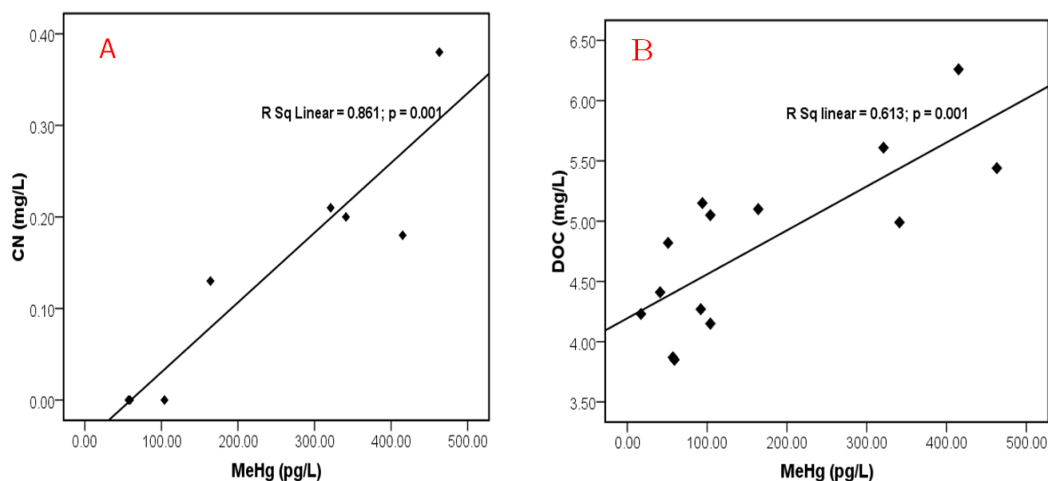 A
R Sq Linear = 0.861; p = 0.001
CN (mg/L)
0.40
0.30
0.20
0.10
0.00
0.00 100.00 200.00 300.00 400.00 500.00
MeHg (pg/L)
B
R Sq linear = 0.613; p = 0.001
DOC (mg/L)
6.50
6.00
5.50
5.00
4.50
4.00
3.50
0.00 100.00 200.00 300.00 400.00 500.00
MeHg (pg/L)